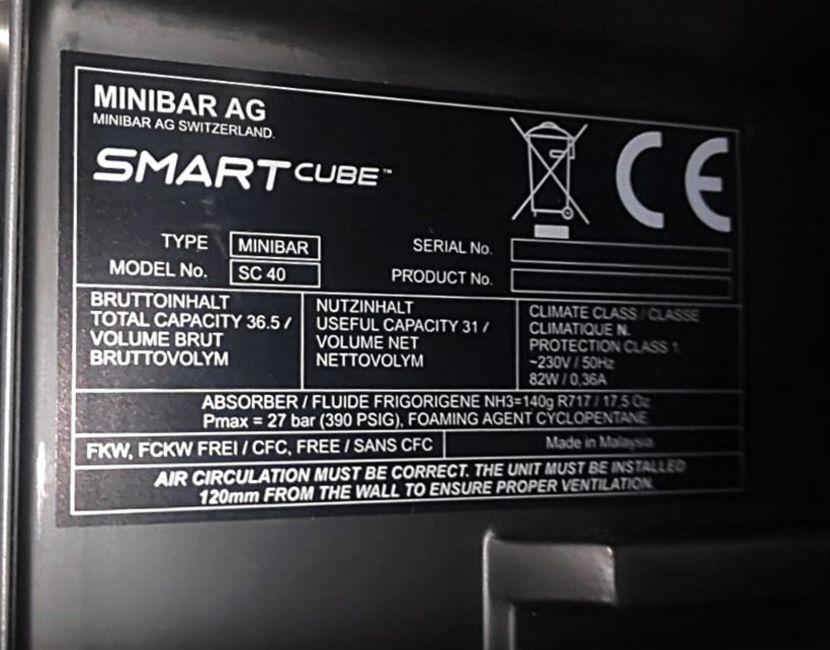 MINIBAR AG
MINIBAR AG SWITZERLAND.
SMARTCUBE™
CE
TYPE MINIBAR
SERIAL No.
MODEL No. SC 40
PRODUCT No.
BRUTTOINHALT
TOTAL CAPACITY 36.5 l
VOLUME BRUT
BRUTTOVOLYM
NUTZINHALT
USEFUL CAPACITY 31 l
VOLUME NET
NETTOVOLYM
CLIMATE CLASS / CLASSE
CLIMATIQUE N.
PROTECTION CLASS 1.
~230V / 50Hz
82W / 0,36A
ABSORBER / FLUIDE FRIGORIGENE NH3=140g R717 / 17.5 Oz
Pmax = 27 bar (390 PSIG), FOAMING AGENT CYCLOPENTANE
FKW, FCKW FREI / CFC, FREE / SANS CFC
Made in Malaysia
AIR CIRCULATION MUST BE CORRECT. THE UNIT MUST BE INSTALLED
120mm FROM THE WALL TO ENSURE PROPER VENTILATION.